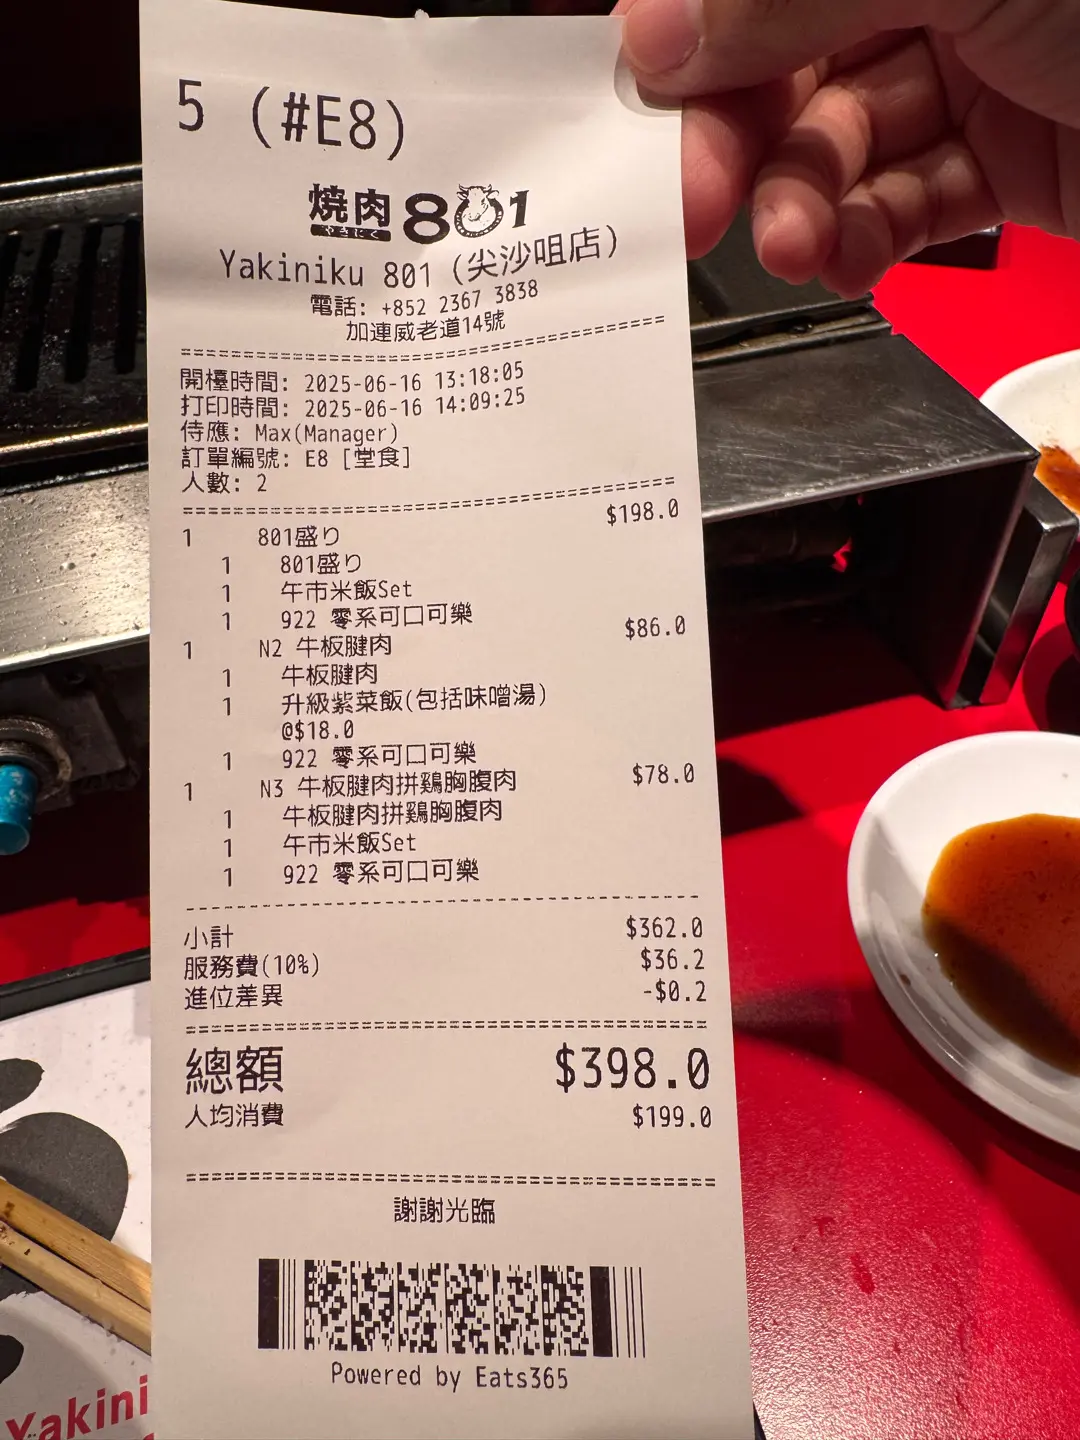 5 (#E8)
焼肉801
やきにく
Yakiniku 801 (尖沙咀店)
電話: +852 2367 3838
加連威老道14號
開檯時間: 2025-06-16 13:18:05
打印時間: 2025-06-16 14:09:25
侍應: Max(Manager)
訂單編號: E8 [堂食]
人數: 2
1 801盛り $198.0
1 801盛り
1 午市米飯Set
1 922 零系可口可樂
1 N2 牛板腱肉 $86.0
1 牛板腱肉
1 升級紫菜飯(包括味噌湯)
@$18.0
1 922 零系可口可樂
1 N3 牛板腱肉拼鷄胸腹肉 $78.0
1 牛板腱肉拼鷄胸腹肉
1 午市米飯Set
1 922 零系可口可樂
小計 $362.0
服務費(10%) $36.2
進位差異 -$0.2
總額 $398.0
人均消費 $199.0
謝謝光臨
Powered by Eats365
Yakini